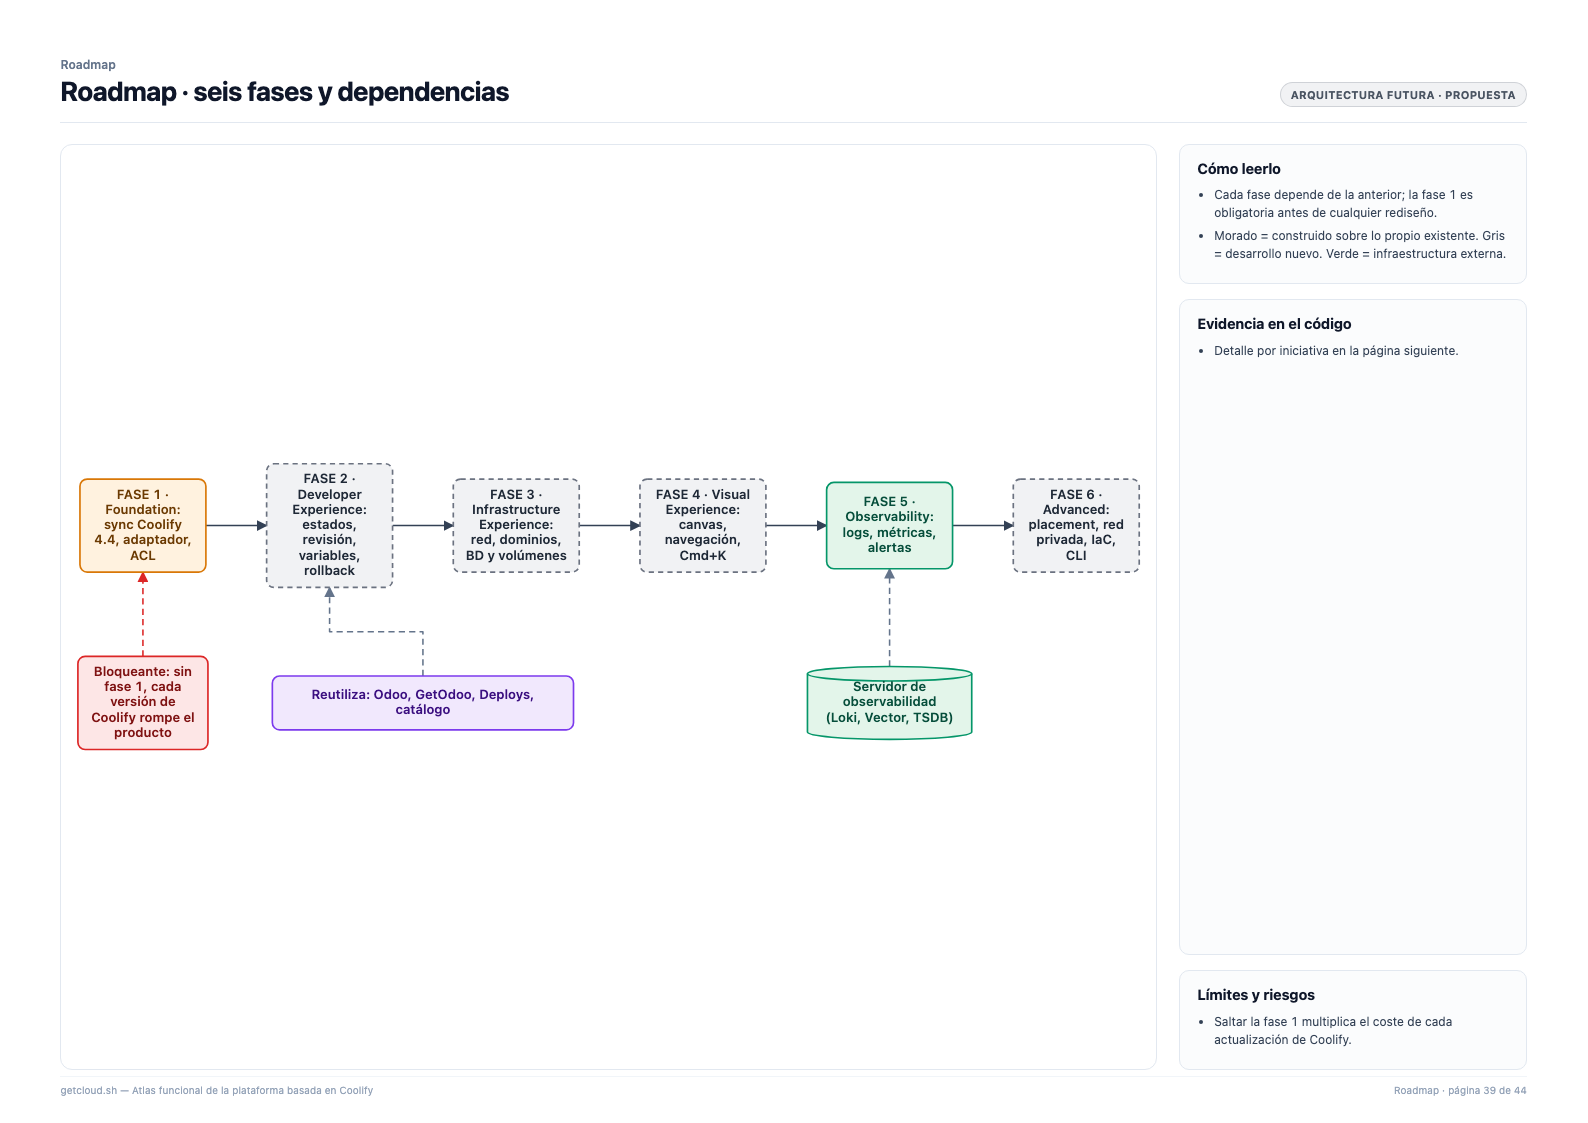 Roadmap
Roadmap · seis fases y dependencias
ARQUITECTURA FUTURA · PROPUESTA
FASE 1 ·
Foundation:
sync Coolify
4.4, adaptador,
ACL
FASE 2 ·
Developer
Experience:
estados,
revisión,
variables,
rollback
FASE 3 ·
Infrastructure
Experience:
red, dominios,
BD y volúmenes
FASE 4 · Visual
Experience:
canvas,
navegación,
Cmd+K
FASE 5 ·
Observability:
logs, métricas,
alertas
FASE 6 ·
Advanced:
placement, red
privada, IaC,
CLI
Bloqueante: sin
fase 1, cada
versión de
Coolify rompe el
producto
Reutiliza: Odoo, GetOdoo, Deploys,
catálogo
Servidor de
observabilidad
(Loki, Vector, TSDB)
Cómo leerlo
• Cada fase depende de la anterior; la fase 1 es
obligatoria antes de cualquier rediseño.
• Morado = construido sobre lo propio existente. Gris
= desarrollo nuevo. Verde = infraestructura externa.
Evidencia en el código
• Detalle por iniciativa en la página siguiente.
Límites y riesgos
• Saltar la fase 1 multiplica el coste de cada
actualización de Coolify.
getcloud.sh — Atlas funcional de la plataforma basada en Coolify
Roadmap · página 39 de 44